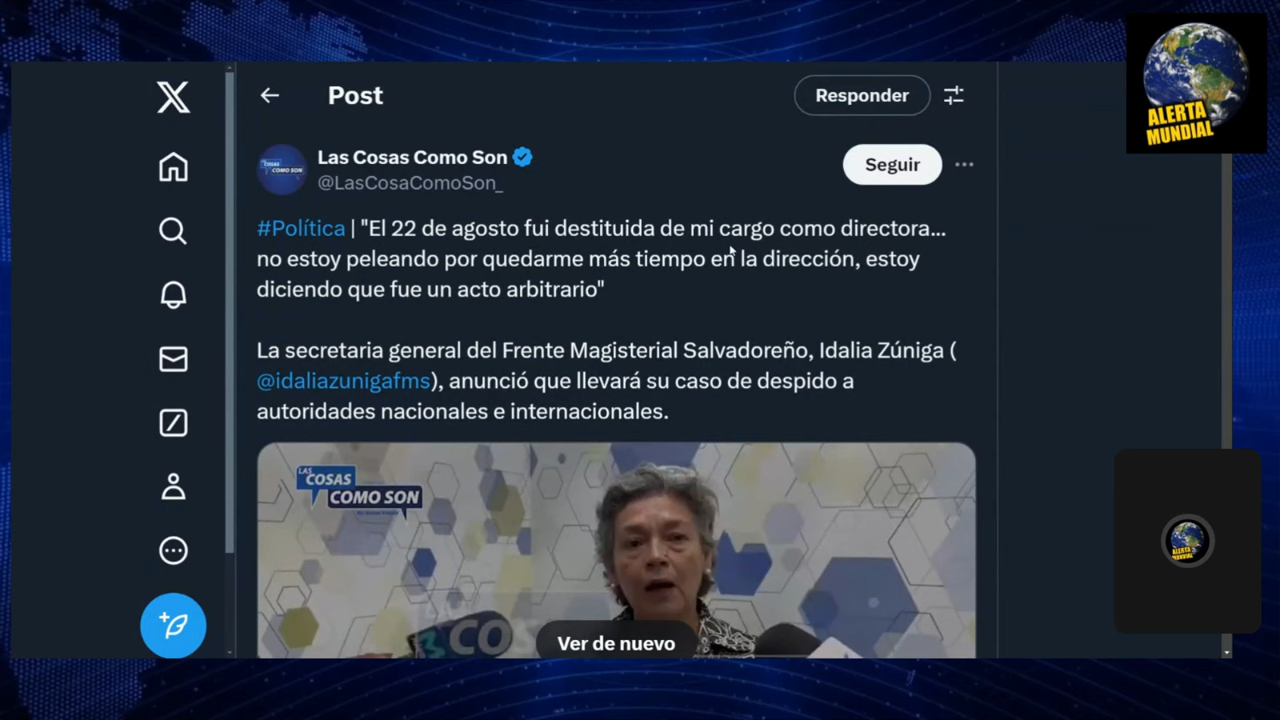 ALERTA
MUNDIAL
Post
Responder
Las Cosas Como Son
@LasCosaComoSon_
Seguir
#Política | "El 22 de agosto fui destituida de mi cargo como directora...
no estoy peleando por quedarme más tiempo en la dirección, estoy
diciendo que fue un acto arbitrario"
La secretaria general del Frente Magisterial Salvadoreño, Idalia Zúniga (
@idaliazunigafms), anunció que llevará su caso de despido a
autoridades nacionales e internacionales.
LAS
COSAS
COMO SON
COS
Ver de nuevo
ALERTA
MUNDIAL